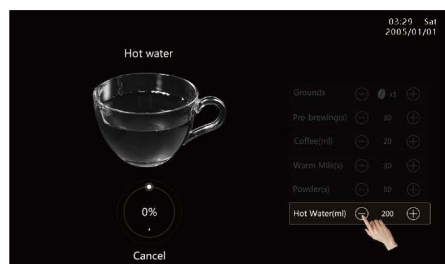 03:29 Sat
2005/01/01
Hot water
Grounds x1
Pre-brewing(s) 30
Coffee(ml) 20
Warm Milk(s) 30
Powder(s) 50
Hot Water(ml) 200
0%
Cancel